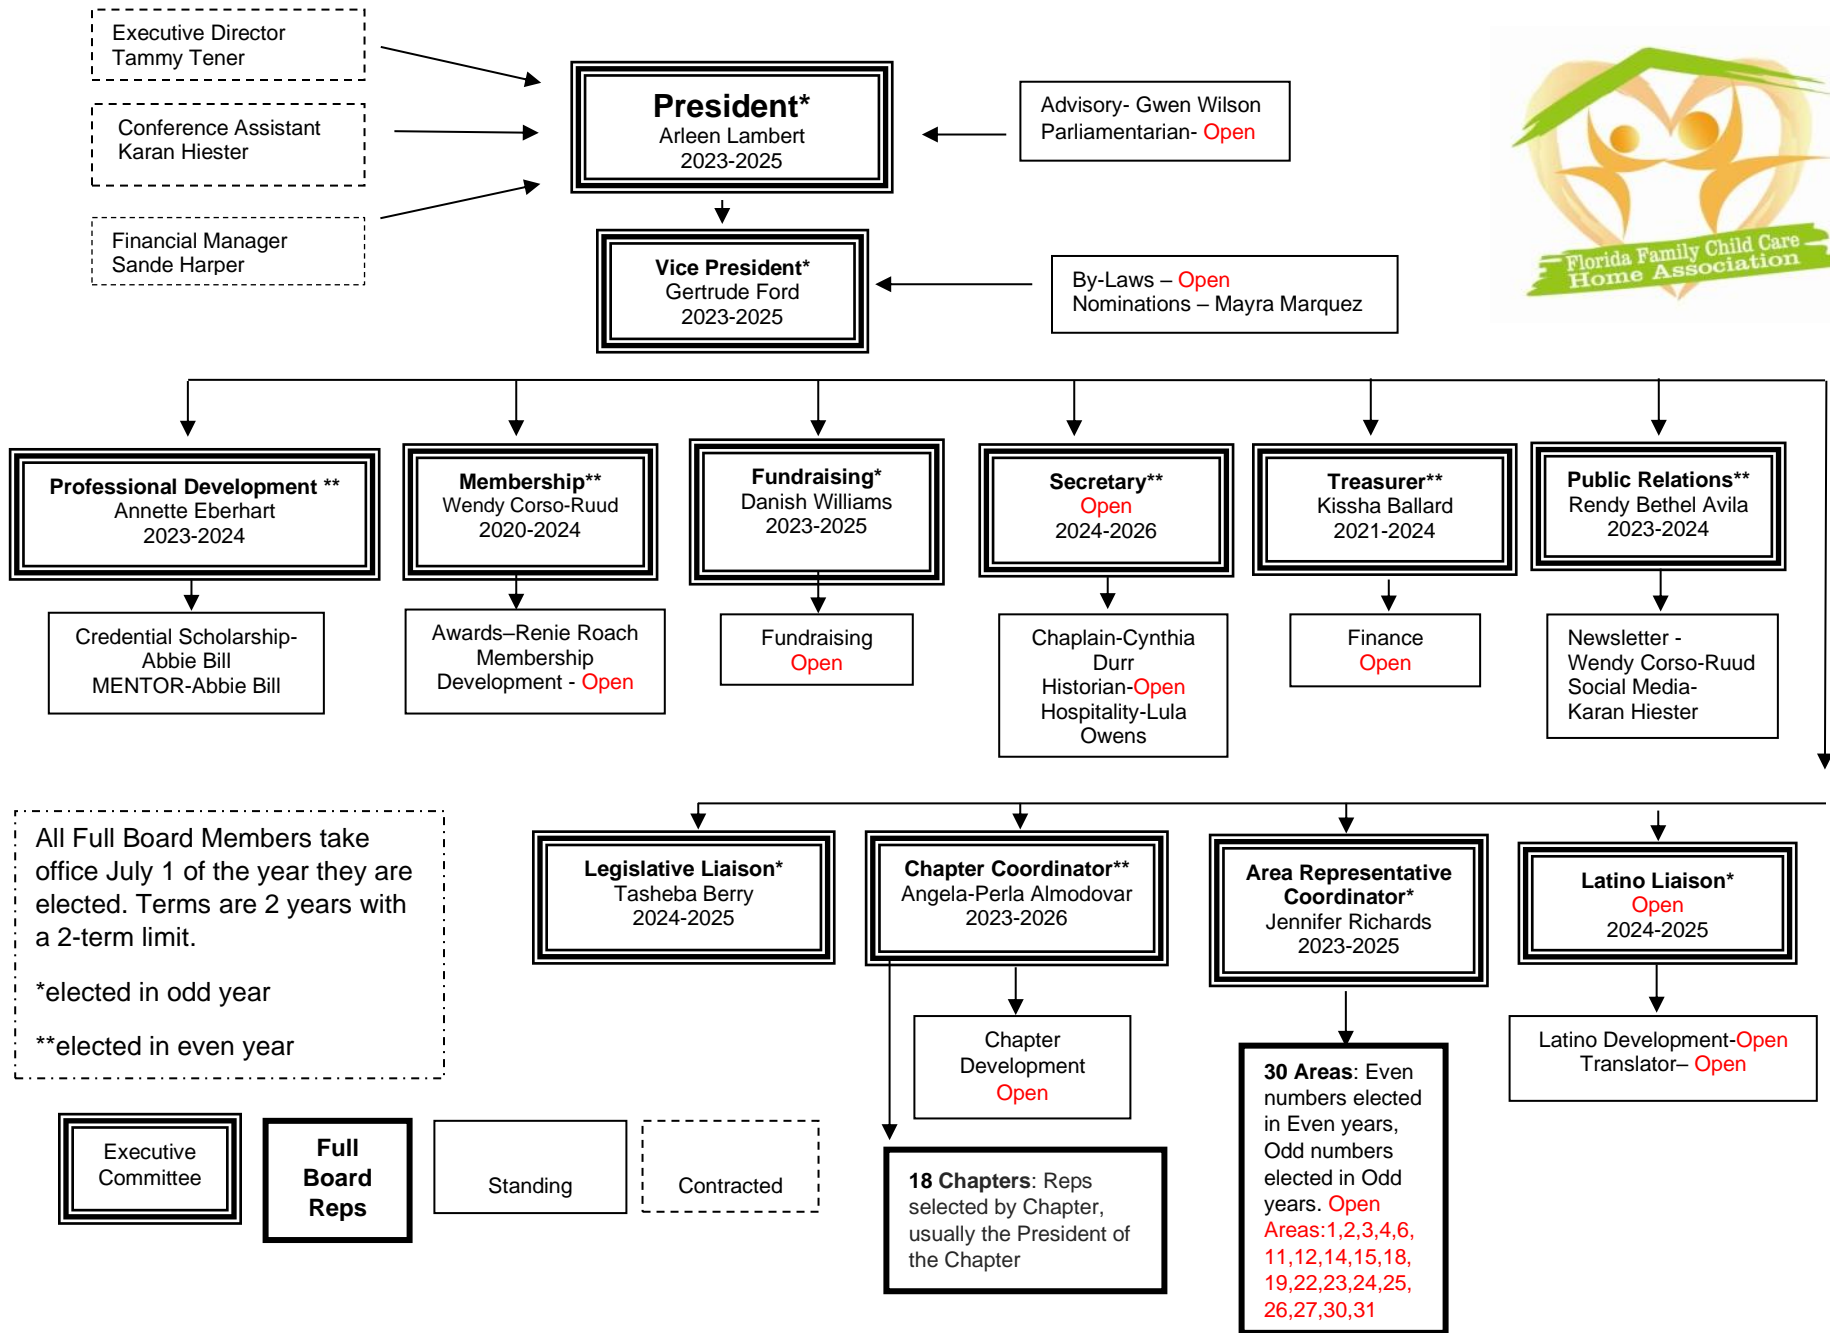 Executive Director
Tammy Tener
Conference Assistant
Karan Hiester
Financial Manager
Sande Harper
President*
Arleen Lambert
2023-2025
Advisory- Gwen Wilson
Parliamentarian- Open
Vice President*
Gertrude Ford
2023-2025
By-Laws – Open
Nominations – Mayra Marquez
Florida Family Child Care
Home Association
Professional Development **
Annette Eberhart
2023-2024
Membership**
Wendy Corso-Ruud
2020-2024
Fundraising*
Danish Williams
2023-2025
Secretary**
Open
2024-2026
Treasurer**
Kissha Ballard
2021-2024
Public Relations**
Rendy Bethel Avila
2023-2024
Credential Scholarship-
Abbie Bill
MENTOR-Abbie Bill
Awards–Renie Roach
Membership
Development - Open
Fundraising
Open
Chaplain-Cynthia
Durr
Historian-Open
Hospitality-Lula
Owens
Finance
Open
Newsletter -
Wendy Corso-Ruud
Social Media-
Karan Hiester
All Full Board Members take
office July 1 of the year they are
elected. Terms are 2 years with
a 2-term limit.
*elected in odd year
**elected in even year
Legislative Liaison*
Tasheba Berry
2024-2025
Chapter Coordinator**
Angela-Perla Almodovar
2023-2026
Area Representative
Coordinator*
Jennifer Richards
2023-2025
Latino Liaison*
Open
2024-2025
Chapter
Development
Open
Latino Development-Open
Translator– Open
18 Chapters: Reps
selected by Chapter,
usually the President of
the Chapter
30 Areas: Even
numbers elected
in Even years,
Odd numbers
elected in Odd
years. Open
Areas:1,2,3,4,6,
11,12,14,15,18,
19,22,23,24,25,
26,27,30,31
Executive
Committee
Full
Board
Reps
Standing
Contracted